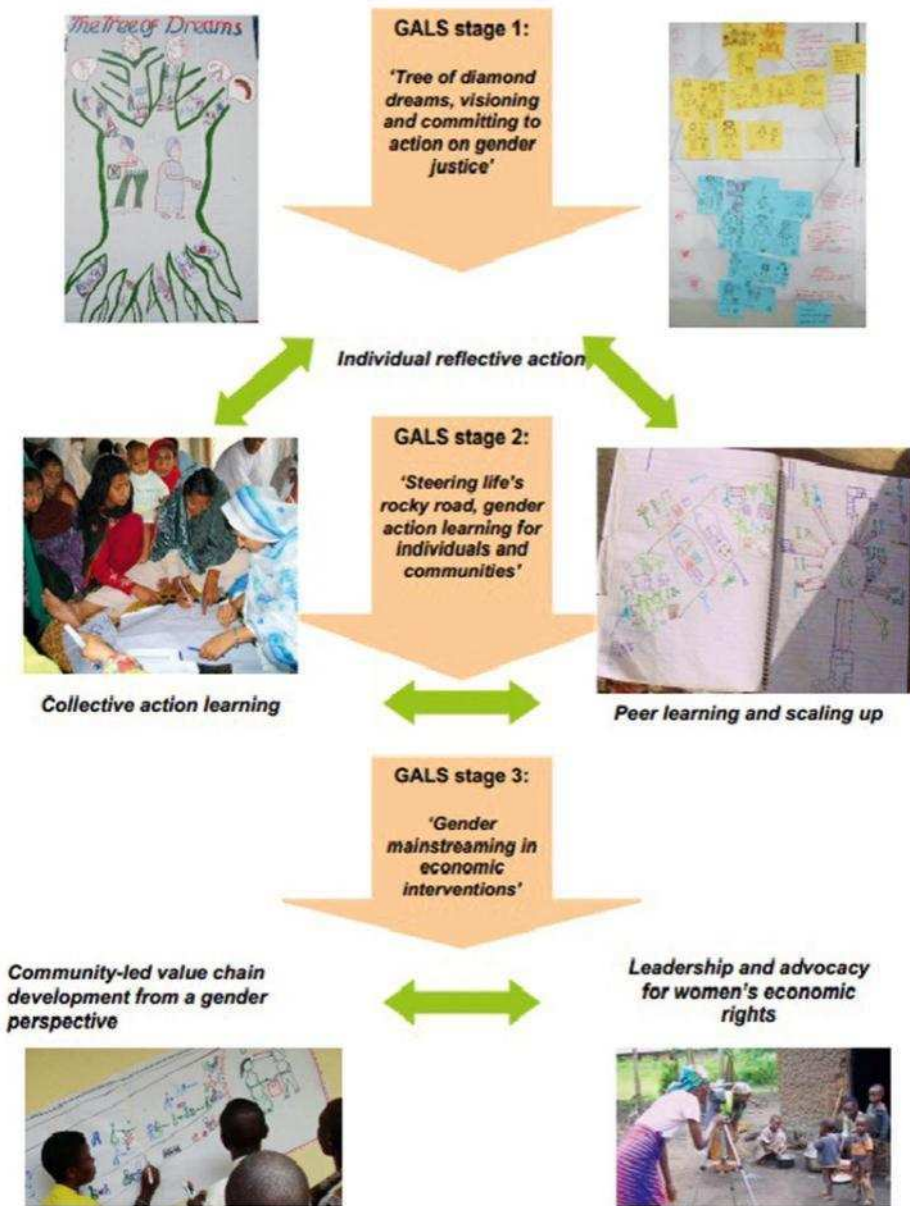 The Tree of Dreams
GALS stage 1:
'Tree of diamond
dreams, visioning
and committing to
action on gender
justice'
Individual reflective action
GALS stage 2:
'Steering life's
rocky road, gender
action learning for
individuals and
communities'
Collective action learning
Peer learning and scaling up
GALS stage 3:
'Gender
mainstreaming in
economic
interventions'
Community-led value chain
development from a gender
perspective
Leadership and advocacy
for women's economic
rights